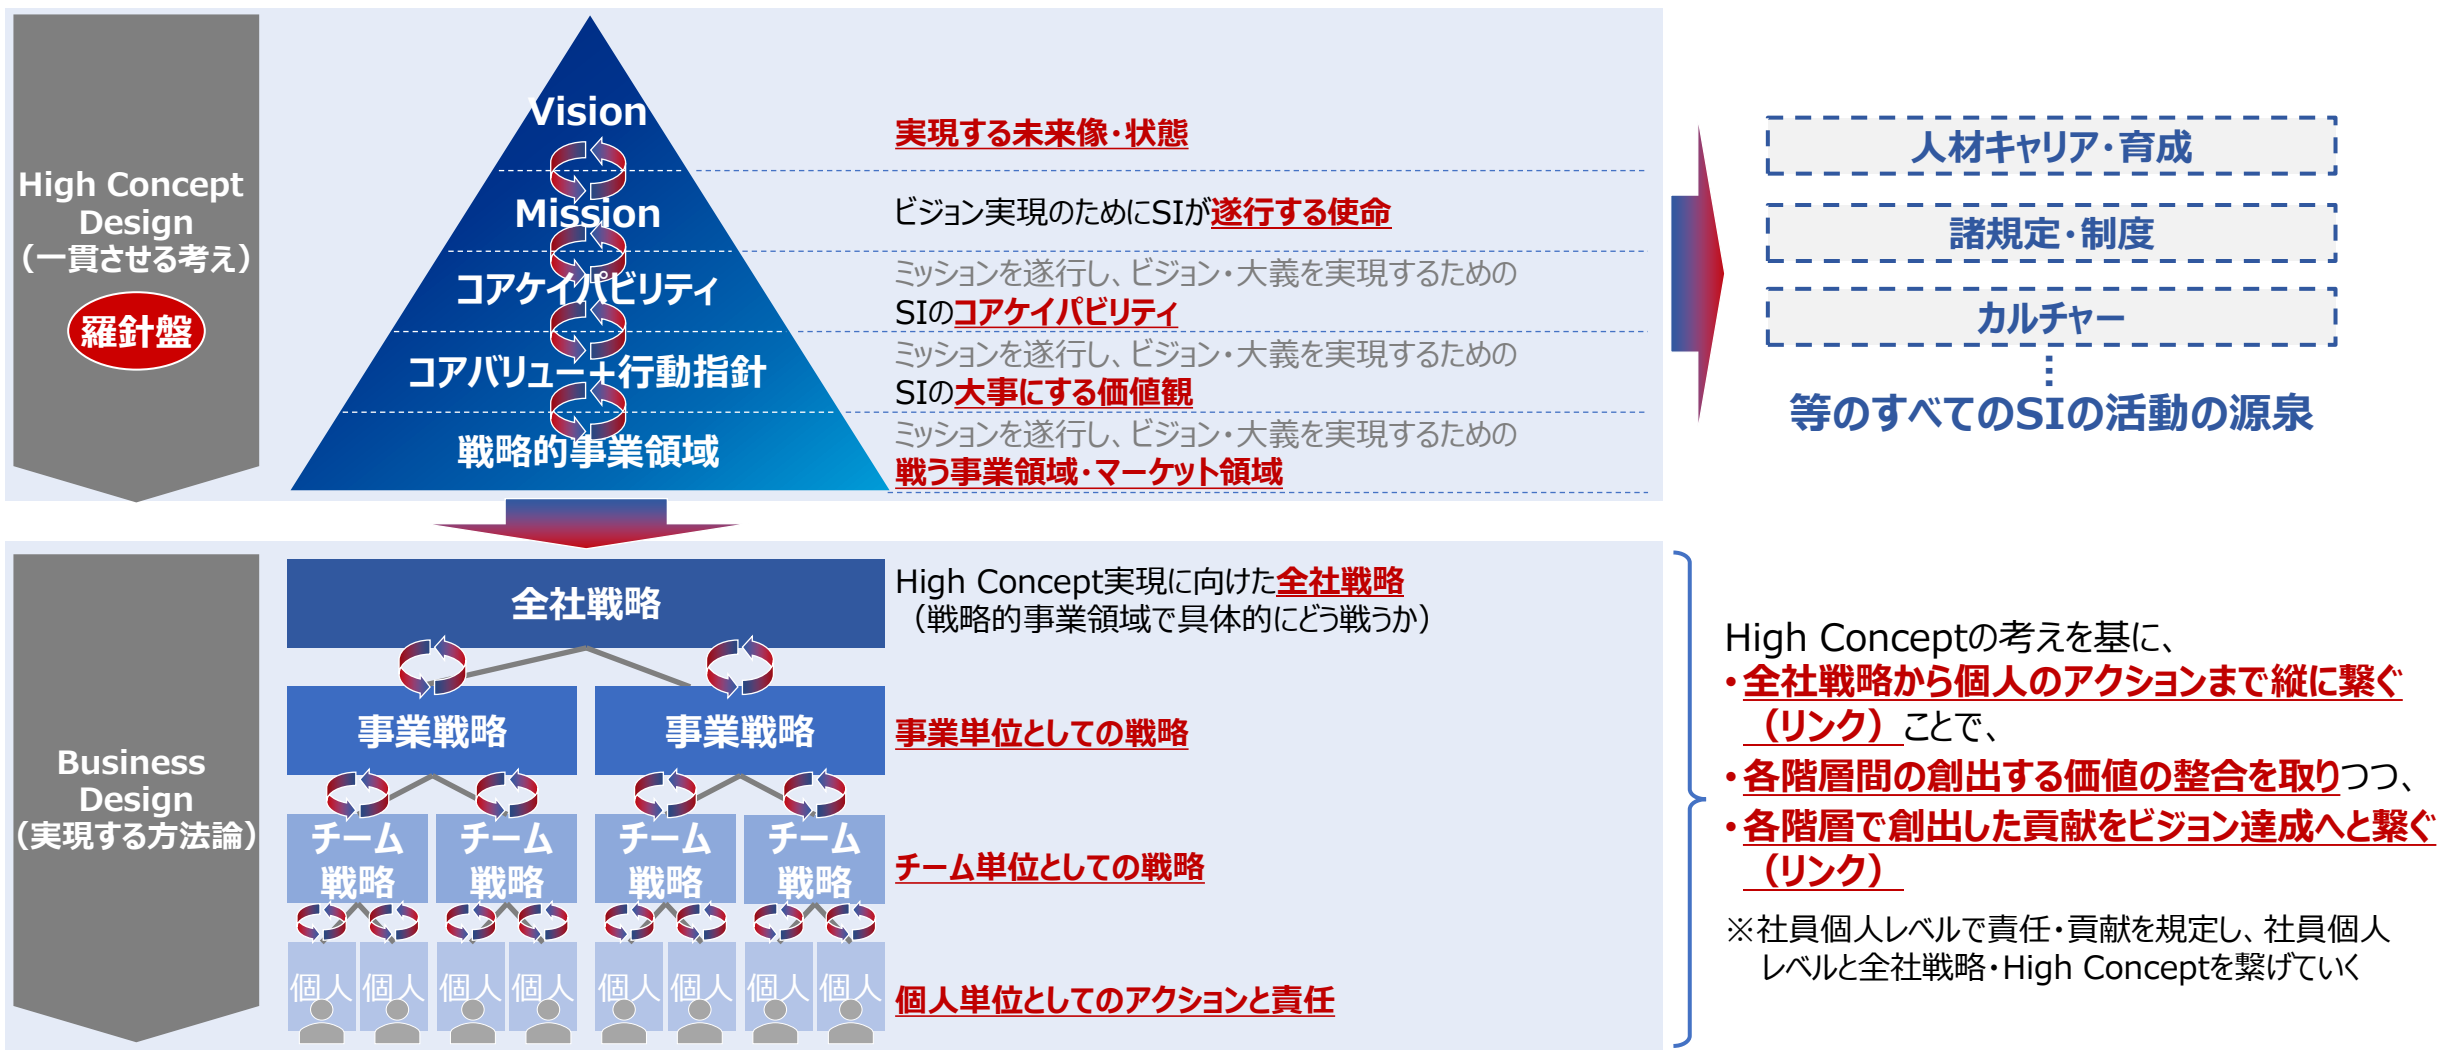 High Concept
Design
（一貫させる考え）
羅針盤
Vision
Mission
コアケイパビリティ
コアバリュー＋行動指針
戦略的事業領域
実現する未来像・状態
ビジョン実現のためにSIが遂行する使命
ミッションを遂行し、ビジョン・大義を実現するための
SIのコアケイパビリティ
ミッションを遂行し、ビジョン・大義を実現するための
SIの大事にする価値観
ミッションを遂行し、ビジョン・大義を実現するための
戦う事業領域・マーケット領域
人材キャリア・育成
諸規定・制度
カルチャー
…
等のすべてのSIの活動の源泉
Business
Design
（実現する方法論）
全社戦略
事業戦略
事業戦略
チーム
戦略
チーム
戦略
チーム
戦略
チーム
戦略
個人
個人
個人
個人
個人
個人
個人
個人
High Concept実現に向けた全社戦略
（戦略的事業領域で具体的にどう戦うか）
事業単位としての戦略
チーム単位としての戦略
個人単位としてのアクションと責任
High Conceptの考えを基に、
・全社戦略から個人のアクションまで縦に繋ぐ
（リンク）ことで、
・各階層間の創出する価値の整合を取りつつ、
・各階層で創出した貢献をビジョン達成へと繋ぐ
（リンク）
※社員個人レベルで責任・貢献を規定し、社員個人
レベルと全社戦略・High Conceptを繋げていく